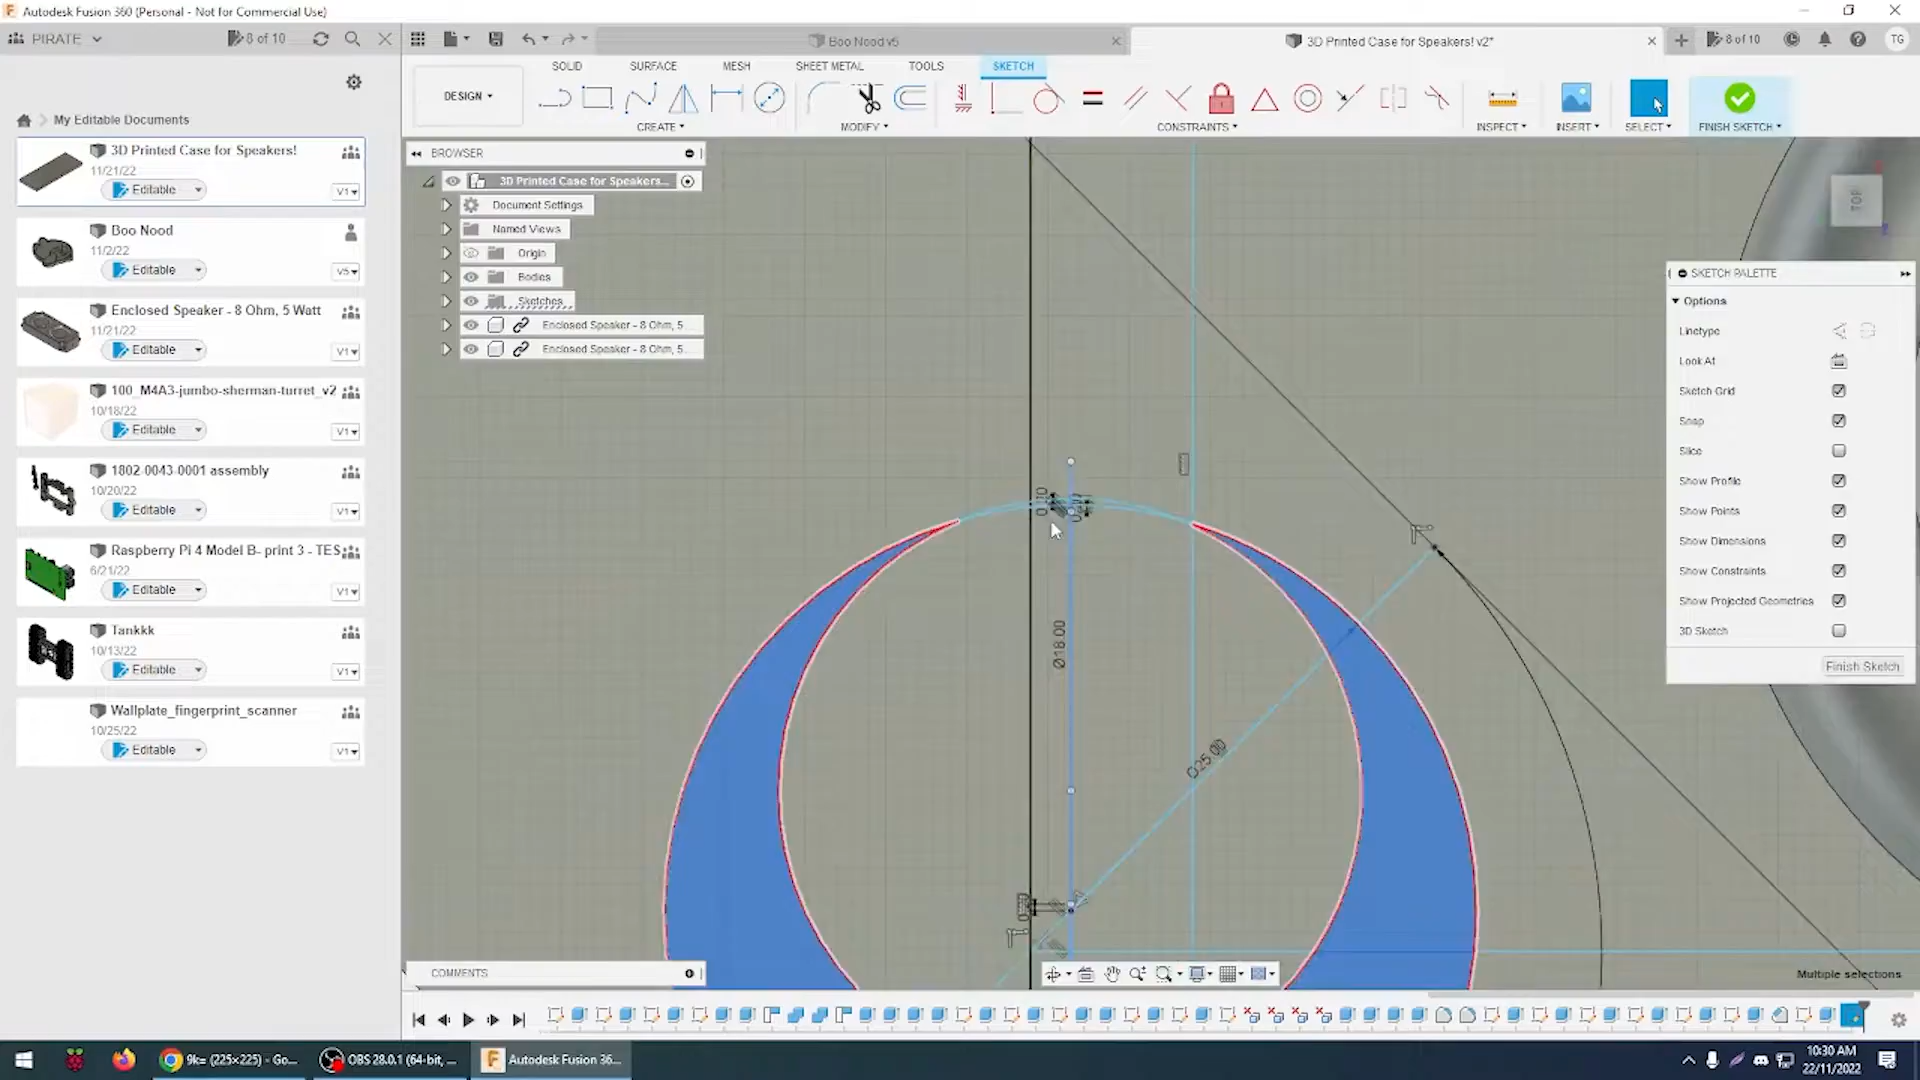 Autodesk Fusion 360 (Personal - Not for Commercial Use)
PIRATE
8 of 10
Boo Nood v5
3D Printed Case for Speakers! v2*
8 of 10
TG
DESIGN
SOLID
SURFACE
MESH
SHEET METAL
TOOLS
SKETCH
CREATE
MODIFY
CONSTRAINTS
INSPECT
INSERT
SELECT
FINISH SKETCH
My Editable Documents
3D Printed Case for Speakers!
11/21/22
Editable
V1
Boo Nood
11/2/22
Editable
V5
Enclosed Speaker - 8 Ohm, 5 Watt
11/21/22
Editable
V1
100_M4A3-jumbo-sherman-turret_v2
10/18/22
Editable
V1
1802-0043-0001 assembly
10/20/22
Editable
V1
Raspberry Pi 4 Model B- print 3 - TES
6/21/22
Editable
V1
Tankkk
10/13/22
Editable
V1
Wallplate_fingerprint_scanner
10/25/22
Editable
V1
BROWSER
3D Printed Case for Speakers...
Document Settings
Named Views
Origin
Bodies
Sketches
Enclosed Speaker - 8 Ohm, 5...
Enclosed Speaker - 8 Ohm, 5...
TOP
SKETCH PALETTE
Options
Linetype
Look At
Sketch Grid
Snap
Slice
Show Profile
Show Points
Show Dimensions
Show Constraints
Show Projected Geometries
3D Sketch
Finish Sketch
Ø18.00
Ø25.00
COMMENTS
Multiple selections
9k= (225×225) - Go...
OBS 28.0.1 (64-bit, ...
Autodesk Fusion 36...
10:30 AM
22/11/2022